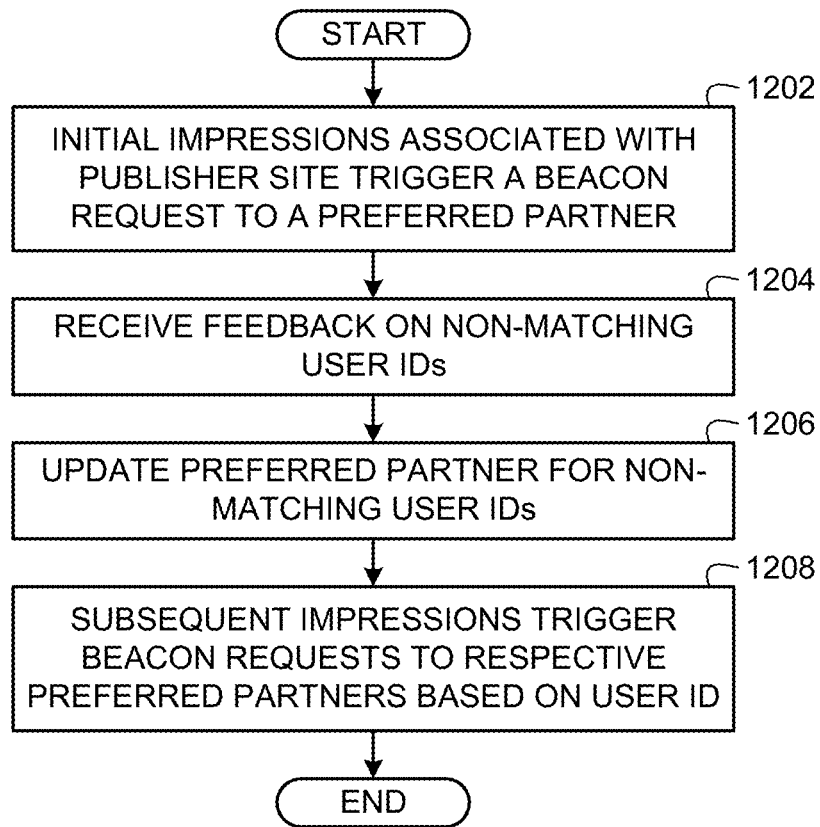 START
1202
INITIAL IMPRESSIONS ASSOCIATED WITH
PUBLISHER SITE TRIGGER A BEACON
REQUEST TO A PREFERRED PARTNER
1204
RECEIVE FEEDBACK ON NON-MATCHING
USER IDs
1206
UPDATE PREFERRED PARTNER FOR NON-
MATCHING USER IDs
1208
SUBSEQUENT IMPRESSIONS TRIGGER
BEACON REQUESTS TO RESPECTIVE
PREFERRED PARTNERS BASED ON USER ID
END